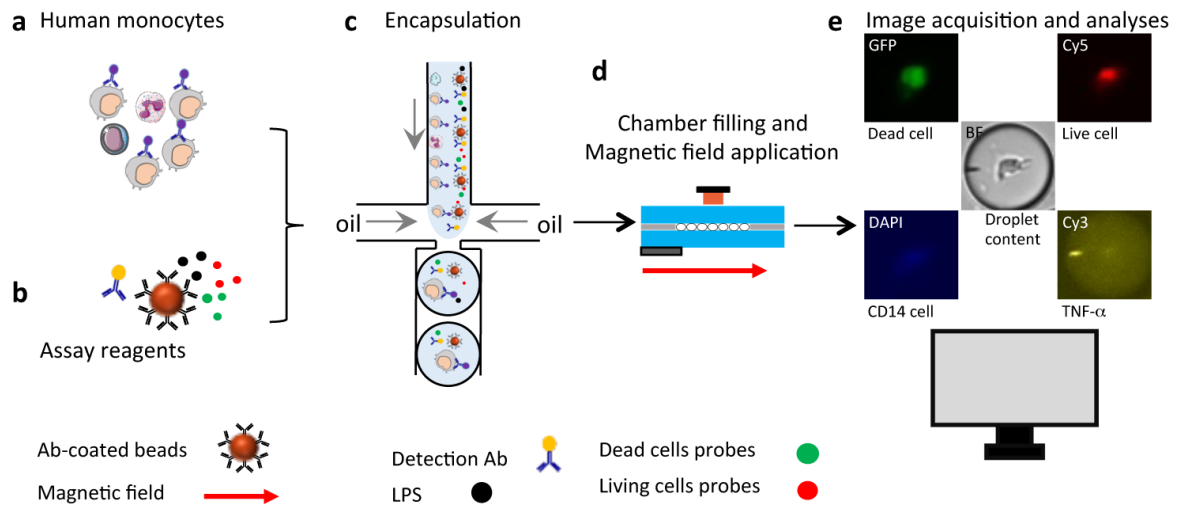 a Human monocytes
b
Assay reagents
c Encapsulation
oil
oil
d
Chamber filling and
Magnetic field application
e Image acquisition and analyses
GFP
Dead cell
Cy5
Live cell
BF
Droplet
content
DAPI
CD14 cell
Cy3
TNF-α
Ab-coated beads
Magnetic field
Detection Ab
LPS
Dead cells probes
Living cells probes